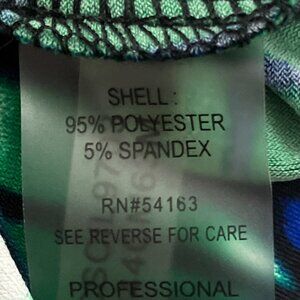 SHELL:
95% POLYESTER
5% SPANDEX
RN#54163
SEE REVERSE FOR CARE
PROFESSIONAL